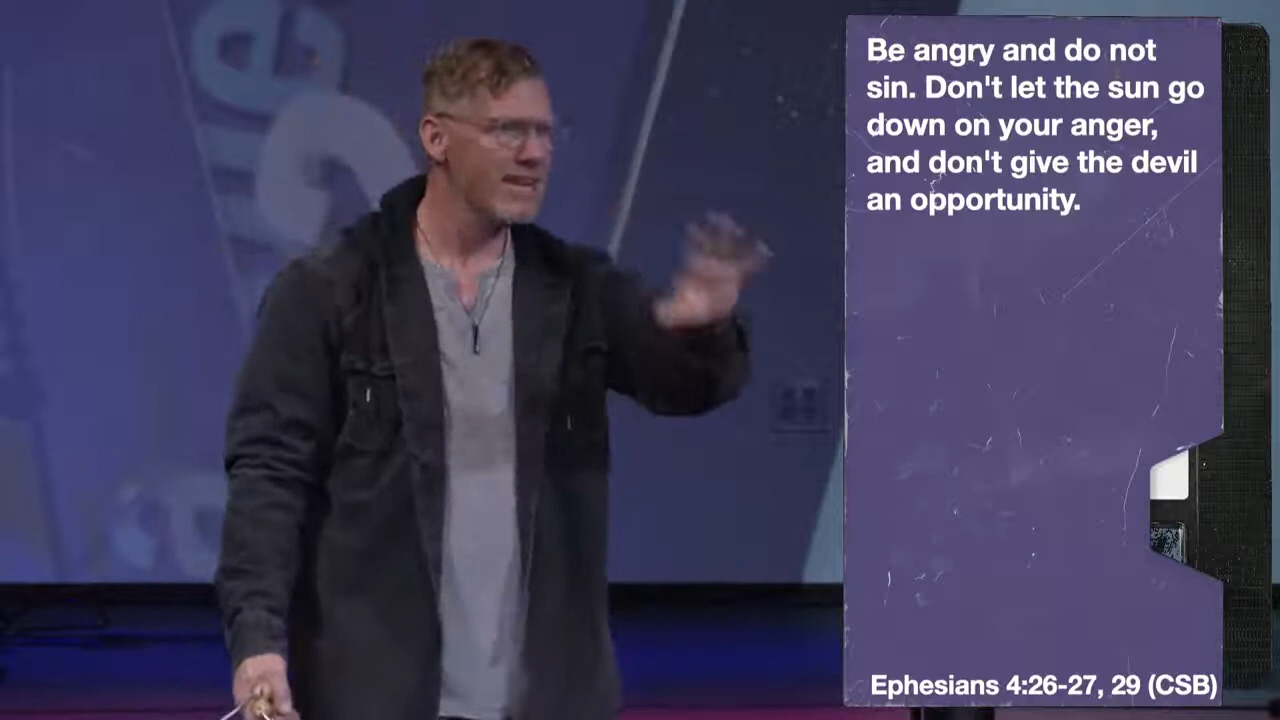 Be angry and do not
sin. Don't let the sun go
down on your anger,
and don't give the devil
an opportunity.
Ephesians 4:26-27, 29 (CSB)